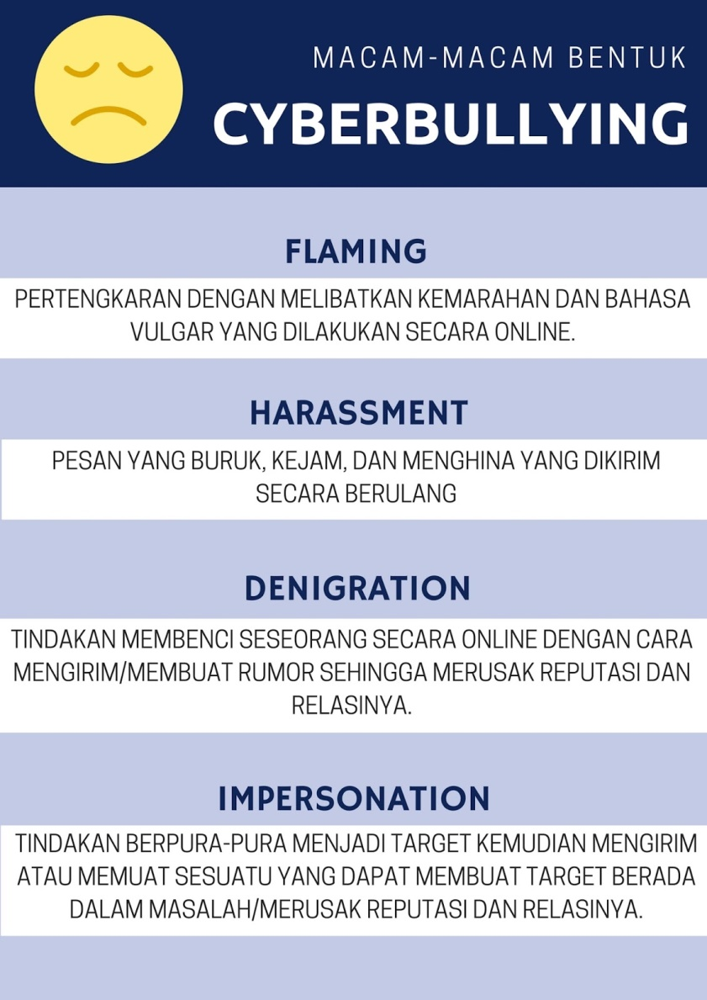 MACAM-MACAM BENTUK
CYBERBULLYING
FLAMING
PERTENGKARAN DENGAN MELIBATKAN KEMARAHAN DAN BAHASA
VULGAR YANG DILAKUKAN SECARA ONLINE.
HARASSMENT
PESAN YANG BURUK, KEJAM, DAN MENGHINA YANG DIKIRIM
SECARA BERULANG
DENIGRATION
TINDAKAN MEMBENCI SESEORANG SECARA ONLINE DENGAN CARA
MENGIRIM/MEMBUAT RUMOR SEHINGGA MERUSAK REPUTASI DAN
RELASINYA.
IMPERSONATION
TINDAKAN BERPURA-PURA MENJADI TARGET KEMUDIAN MENGIRIM
ATAU MEMUAT SESUATU YANG DAPAT MEMBUAT TARGET BERADA
DALAM MASALAH/MERUSAK REPUTASI DAN RELASINYA.